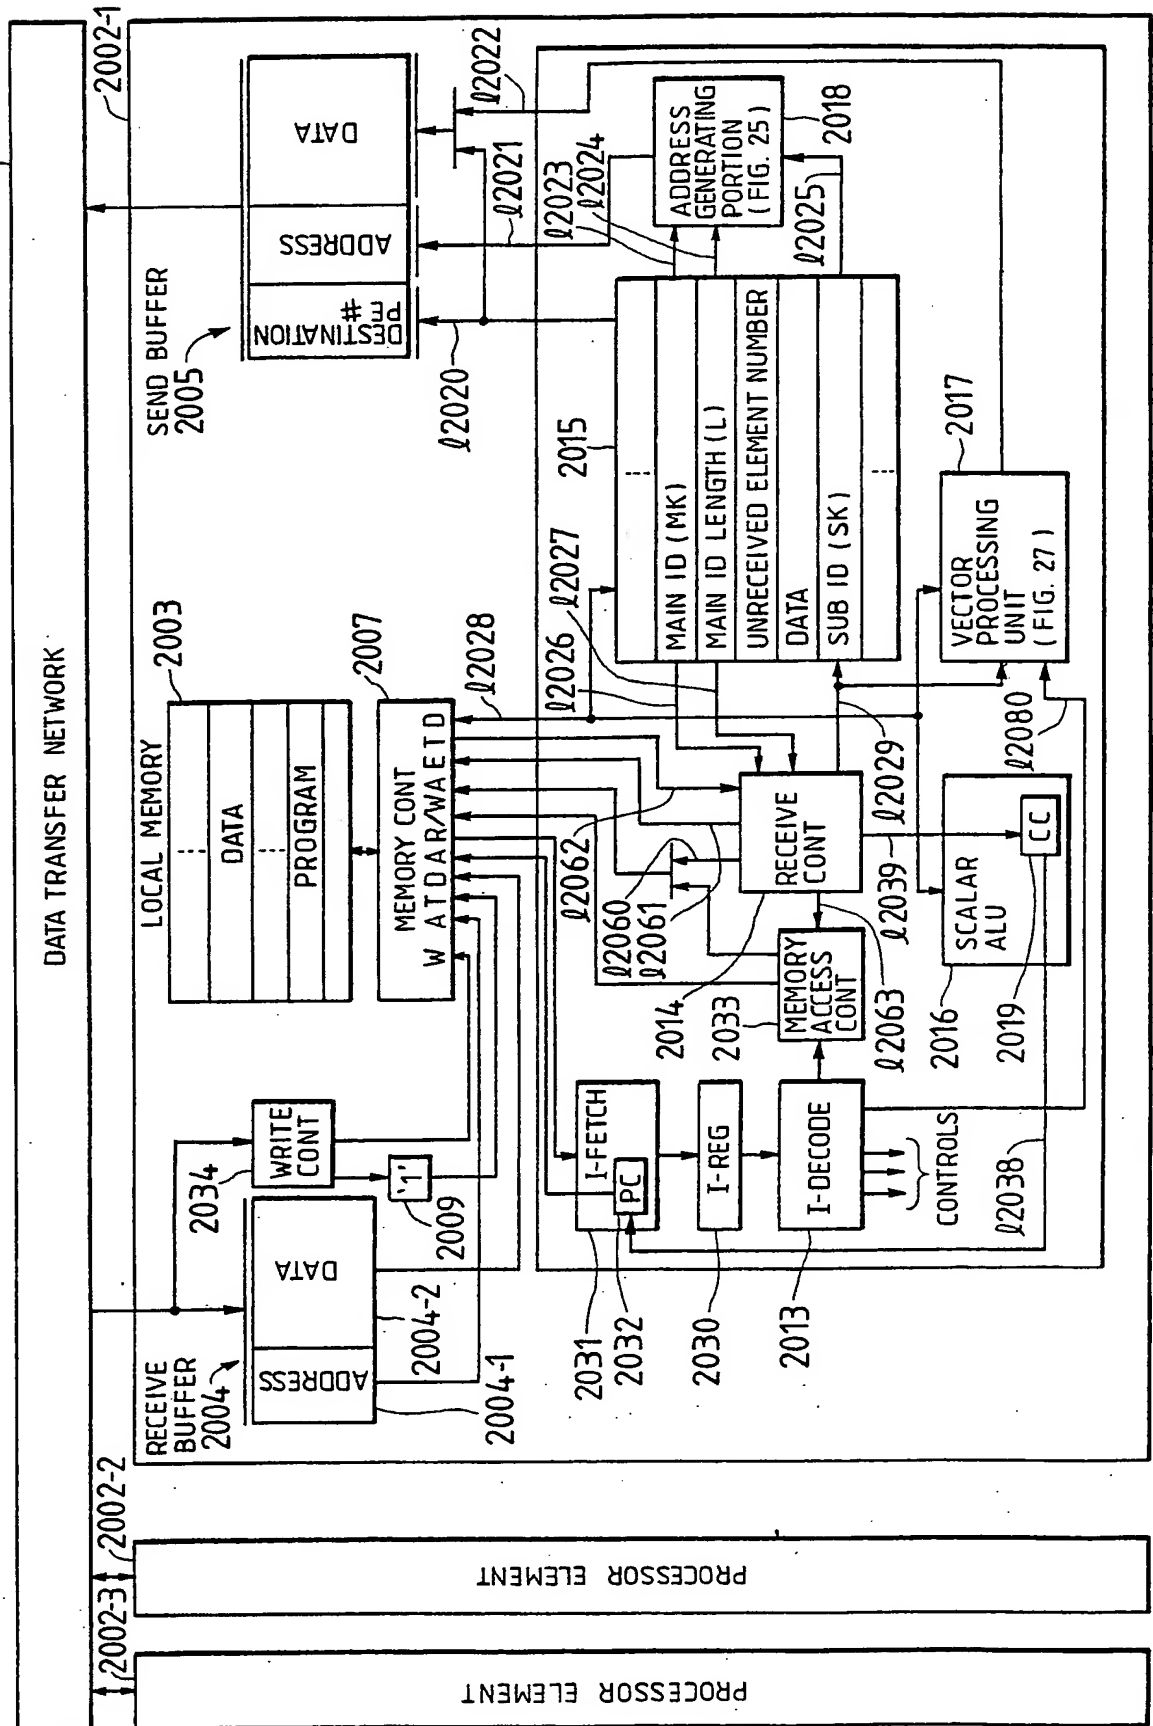 DATA TRANSFER NETWORK
2002-3
2002-2
2002-1
PROCESSOR ELEMENT
PROCESSOR ELEMENT
RECEIVE
BUFFER
2004
ADDRESS
DATA
2004-1
2004-2
2034
WRITE
CONT
'1'
2009
LOCAL MEMORY
2003
DATA
PROGRAM
2007
MEMORY CONT
W A T D A R/W A E T D
SEND BUFFER
2005
DESTINATION
PE #
ADDRESS
DATA
ℓ2020
ℓ2021
ℓ2022
ℓ2023
ℓ2024
ℓ2028
ℓ2062
ℓ2060
ℓ2061
ℓ2026
ℓ2027
2015
MAIN ID (MK)
MAIN ID LENGTH (L)
UNRECEIVED ELEMENT NUMBER
DATA
SUB ID (SK)
ADDRESS
GENERATING
PORTION
(FIG. 25)
2018
ℓ2025
2031
I-FETCH
PC
2032
2030
I-REG
2013
I-DECODE
CONTROLS
2014
RECEIVE
CONT
2033
MEMORY
ACCESS
CONT
ℓ2063
ℓ2039
ℓ2029
2016
SCALAR
ALU
CC
2019
ℓ2038
ℓ2080
VECTOR
PROCESSING
UNIT
(FIG. 27)
2017